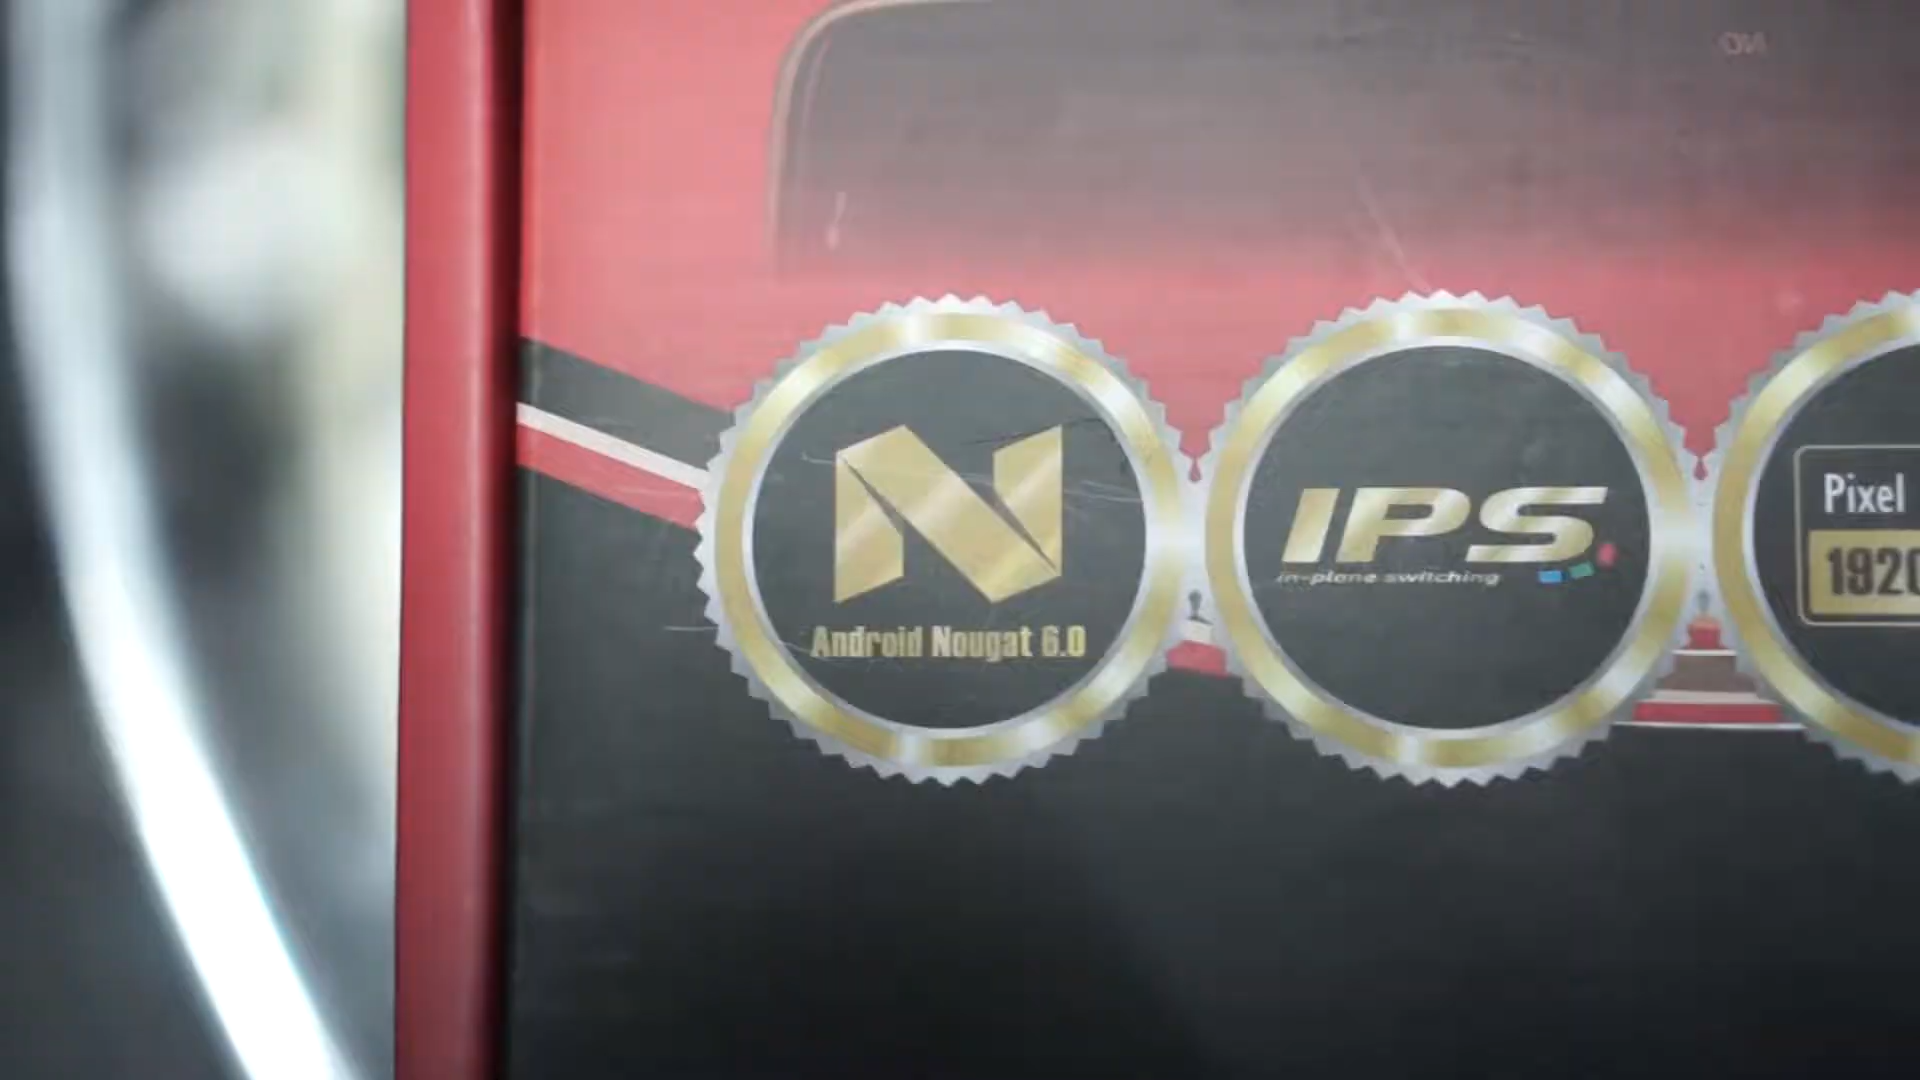 Android Nougat 6.0
IPS
in-plane switching
Pixel
1920